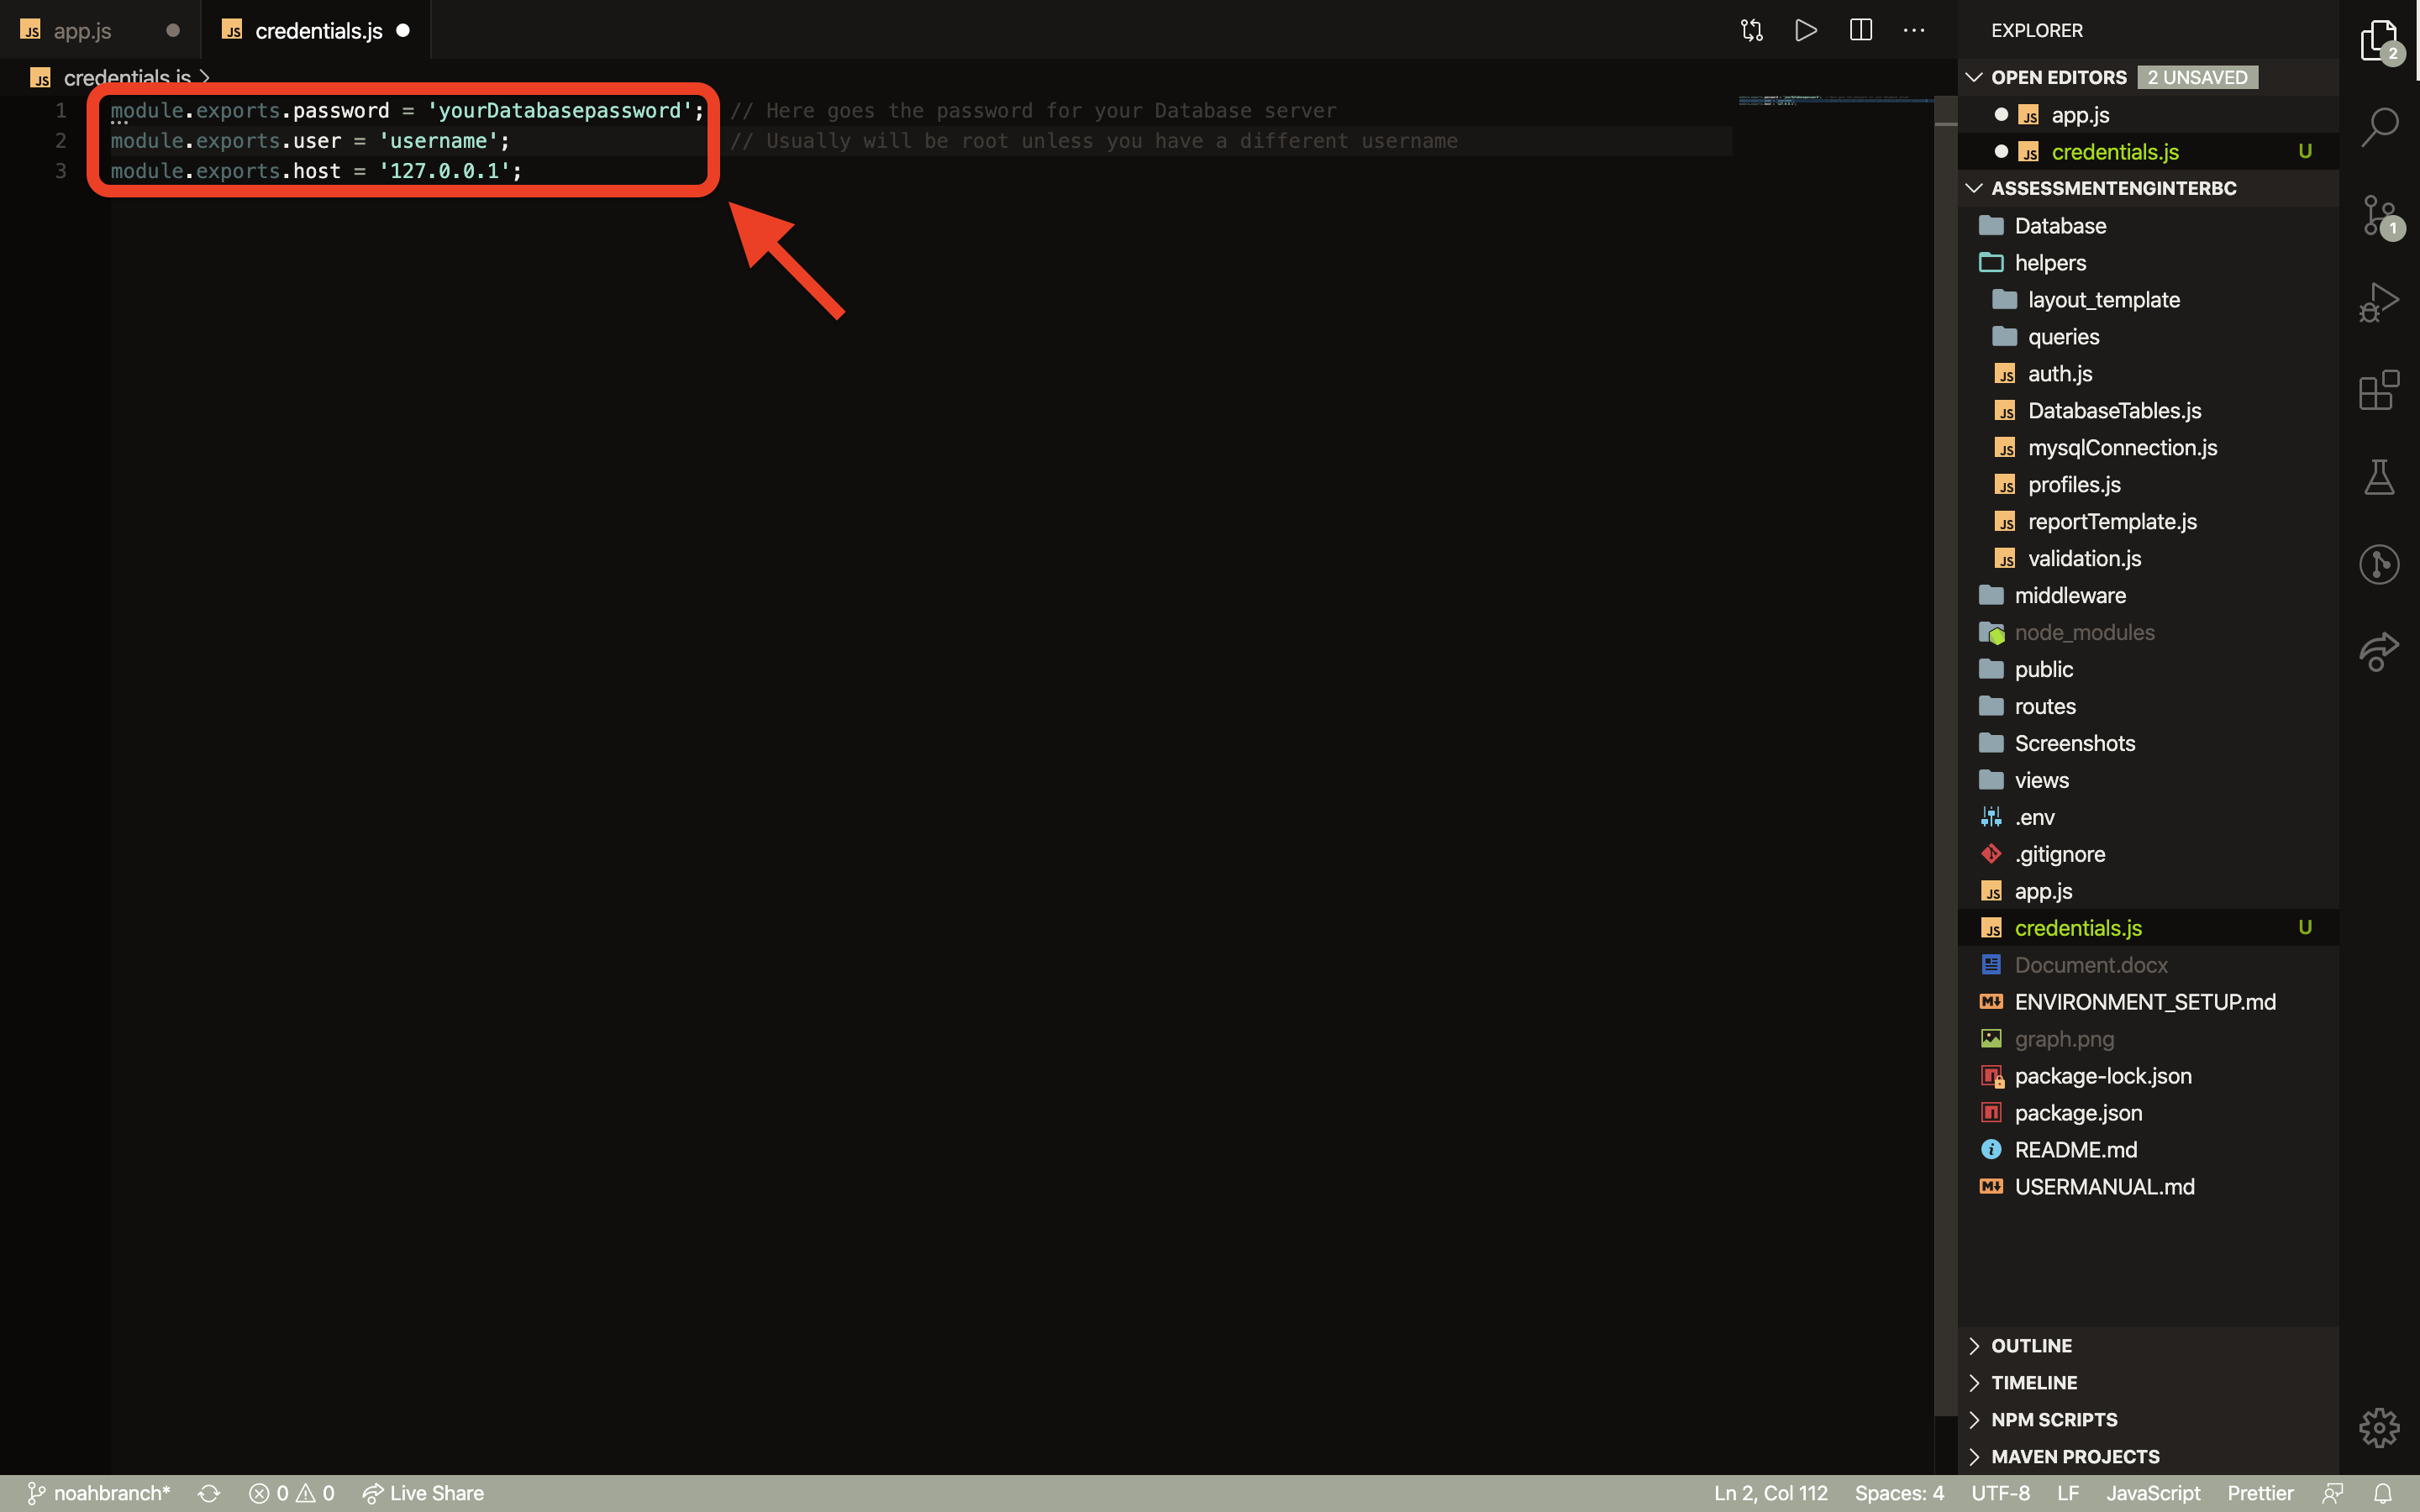 app.js
credentials.js
credentials.js
1 module.exports.password = 'yourDatabasepassword'; // Here goes the password for your Database server
2 module.exports.user = 'username'; // Usually will be root unless you have a different username
3 module.exports.host = '127.0.0.1';
EXPLORER
OPEN EDITORS 2 UNSAVED
JS app.js
JS credentials.js U
ASSESSMENTENGINTERBC
Database
helpers
layout_template
queries
JS auth.js
JS DatabaseTables.js
JS mysqlConnection.js
JS profiles.js
JS reportTemplate.js
JS validation.js
middleware
node_modules
public
routes
Screenshots
views
.env
.gitignore
JS app.js
JS credentials.js U
Document.docx
ENVIRONMENT_SETUP.md
graph.png
package-lock.json
package.json
README.md
USERMANUAL.md
OUTLINE
TIMELINE
NPM SCRIPTS
MAVEN PROJECTS
2
1
noahbranch* 0 0 Live Share Ln 2, Col 112 Spaces: 4 UTF-8 LF JavaScript Prettier